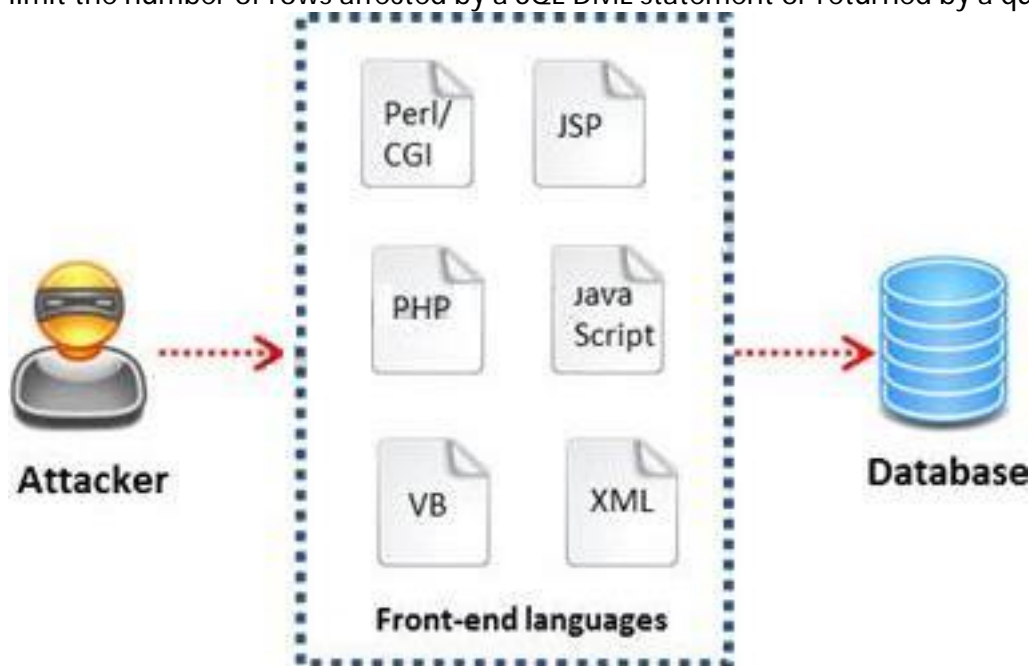 limit the number of rows affected by a SQL DML statement or returned by a qu
Perl/
CGI
JSP
PHP
Java
Script
Attacker
Database
VB
XML
Front-end languages